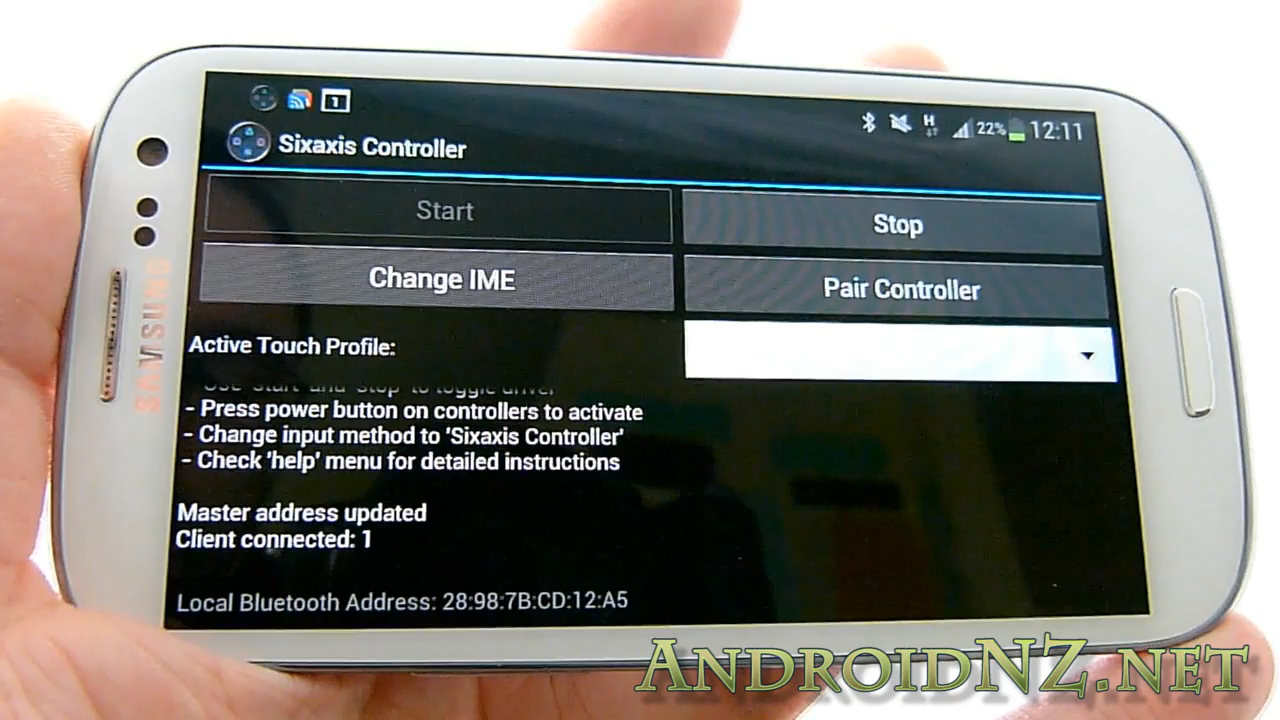 1
H
22%
12:11
Sixaxis Controller
Start
Stop
Change IME
Pair Controller
Active Touch Profile:
- Press power button on controllers to activate
- Change input method to 'Sixaxis Controller'
- Check 'help' menu for detailed instructions
Master address updated
Client connected: 1
Local Bluetooth Address: 28:98:7B:CD:12:A5
SAMSUNG
AndroidNZ.net